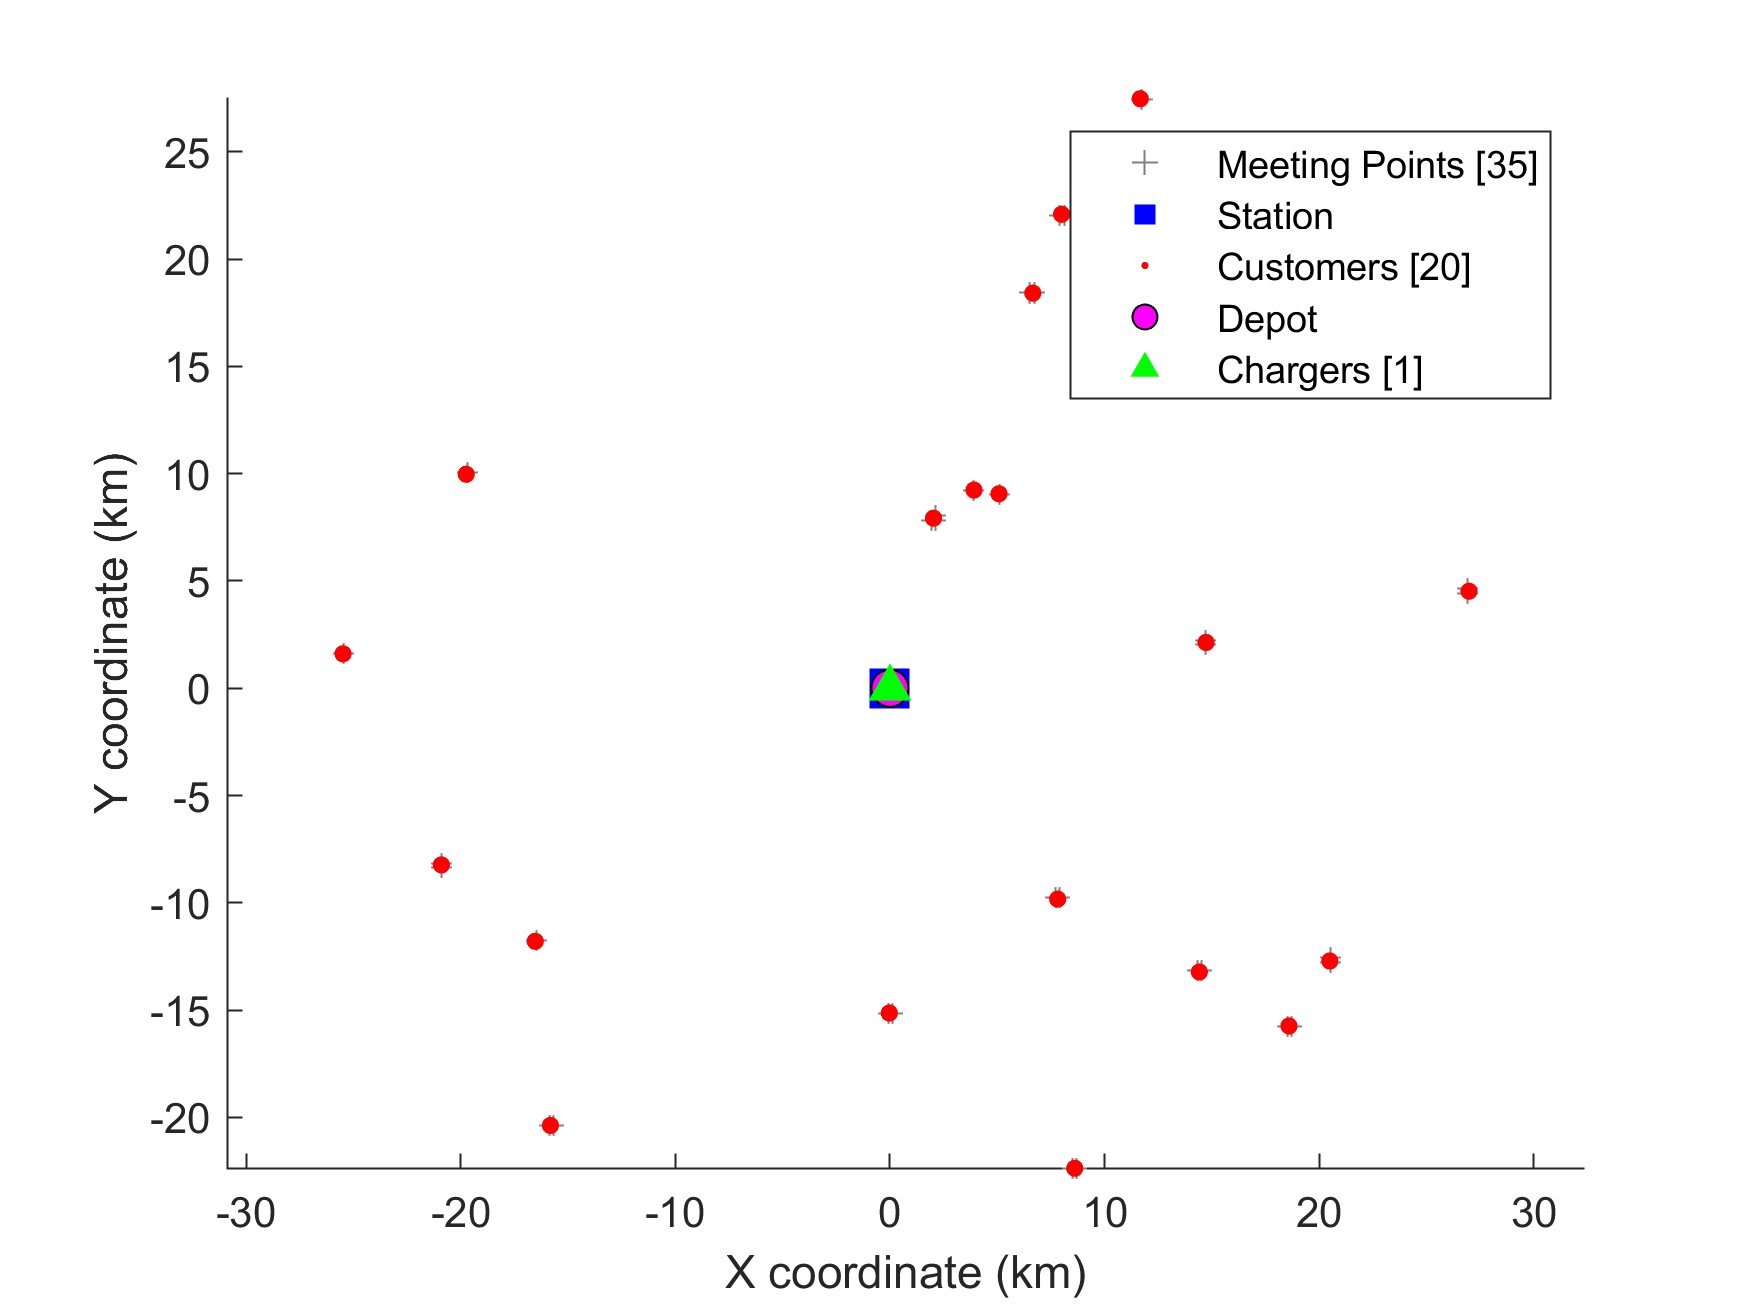 25
20
15
10
5
0
-5
-10
-15
-20
Y coordinate (km)
Meeting Points [35]
Station
Customers [20]
Depot
Chargers [1]
-30 -20 -10 0 10 20 30
X coordinate (km)